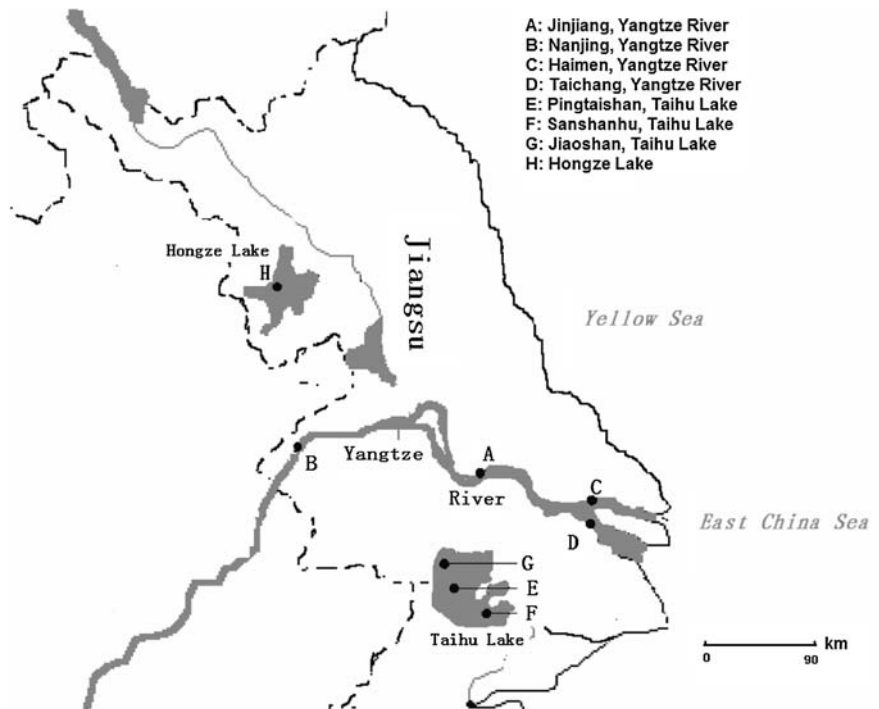 A: Jinjiang, Yangtze River
B: Nanjing, Yangtze River
C: Haimen, Yangtze River
D: Taichang, Yangtze River
E: Pingtaishan, Taihu Lake
F: Sanshanhu, Taihu Lake
G: Jiaoshan, Taihu Lake
H: Hongze Lake
Hongze Lake
H
Jiangsu
Yellow Sea
B
Yangtze
A
River
C
East China Sea
D
G
E
F
Taihu Lake
km
0
90